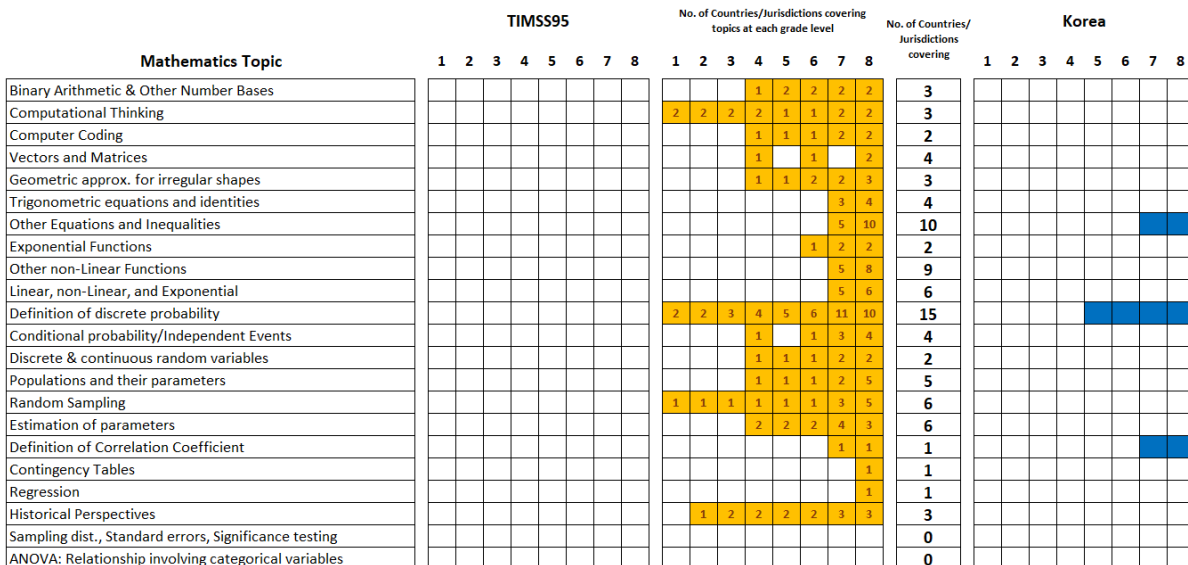 TIMSS95
No. of Countries/Jurisdictions covering
topics at each grade level
No. of Countries/
Jurisdictions
covering
Korea
Mathematics Topic
1 2 3 4 5 6 7 8
1 2 3 4 5 6 7 8
1 2 3 4 5 6 7 8
Binary Arithmetic & Other Number Bases 1 2 2 2 2 3
Computational Thinking 2 2 2 2 1 1 2 2 3
Computer Coding 1 1 1 2 2 2
Vectors and Matrices 1 1 2 4
Geometric approx. for irregular shapes 1 1 2 2 3 3
Trigonometric equations and identities 3 4 4
Other Equations and Inequalities 5 10 10
Exponential Functions 1 2 2 2
Other non-Linear Functions 5 8 9
Linear, non-Linear, and Exponential 5 6 6
Definition of discrete probability 2 2 3 4 5 6 11 10 15
Conditional probability/Independent Events 1 1 3 4 4
Discrete & continuous random variables 1 1 1 2 2 2
Populations and their parameters 1 1 1 2 5 5
Random Sampling 1 1 1 1 1 1 3 5 6
Estimation of parameters 2 2 2 4 3 6
Definition of Correlation Coefficient 1 1 1
Contingency Tables 1 1
Regression 1 1
Historical Perspectives 1 2 2 2 2 3 3 3
Sampling dist., Standard errors, Significance testing 0
ANOVA: Relationship involving categorical variables 0